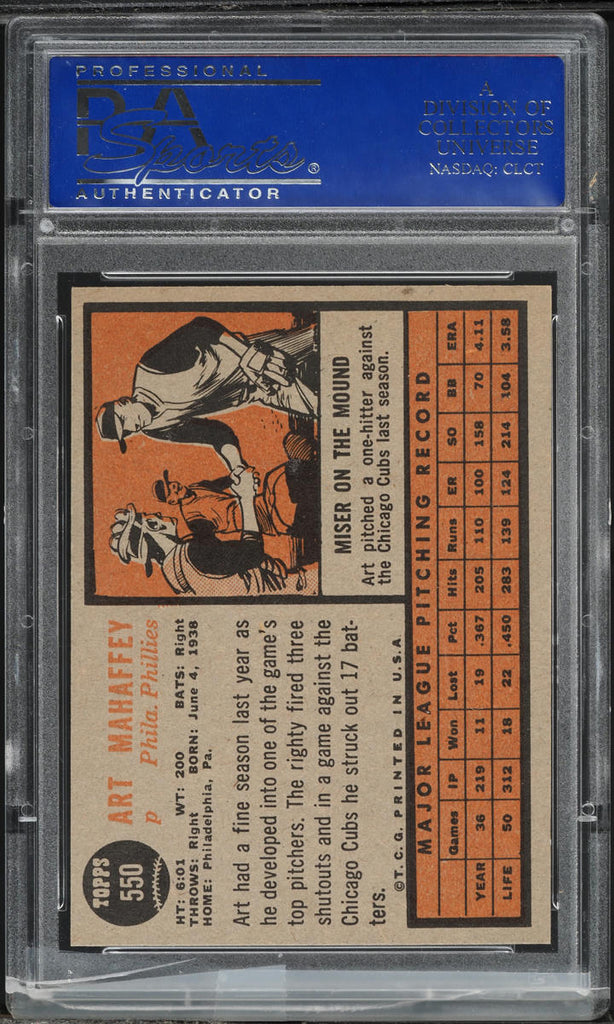 PROFESSIONAL
PSA
Sports®
AUTHENTICATOR
A
DIVISION OF
COLLECTORS
UNIVERSE
NASDAQ: CLCT
TOPPS
550
ART MAHAFFEY
p Phila. Phillies
HT: 6:01 WT: 200 BATS: Right
THROWS: Right BORN: June 4, 1938
HOME: Philadelphia, Pa.
Art had a fine season last year as
he developed into one of the game's
top pitchers. The righty fired three
shutouts and in a game against the
Chicago Cubs he struck out 17 bat-
ters.
©T. C. G. PRINTED IN U.S.A.
MISER ON THE MOUND
Art pitched a one-hitter against
the Chicago Cubs last season.
MAJOR LEAGUE PITCHING RECORD
Games IP Won Lost Pct Hits Runs ER SO BB ERA
YEAR 36 219 11 19 .367 205 110 100 158 70 4.11
LIFE 50 312 18 22 .450 283 139 124 214 104 3.58